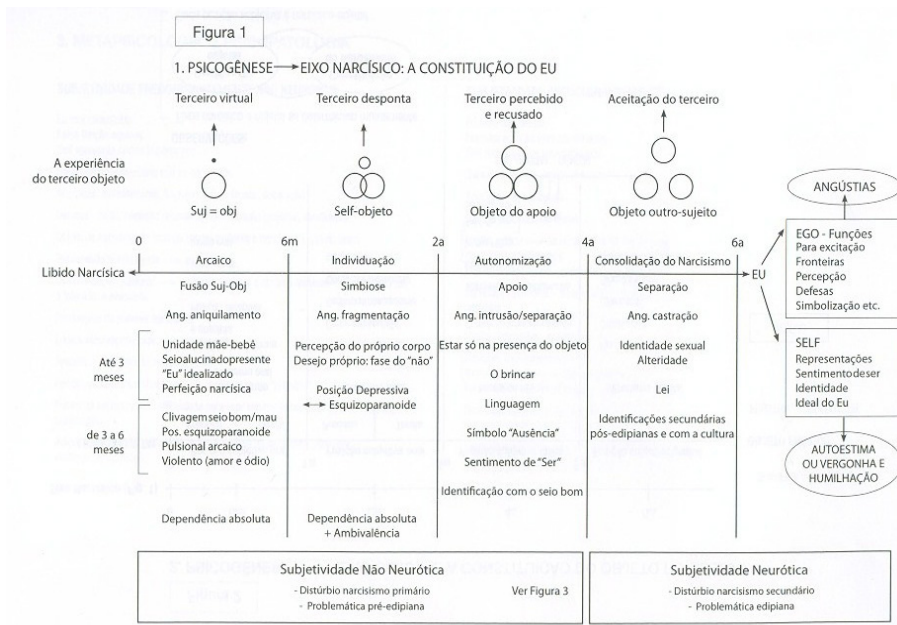 Figura 1
1. PSICOGÊNESE → EIXO NARCÍSICO: A CONSTITUIÇÃO DO EU
Terceiro virtual
Terceiro desponta
Terceiro percebido
e recusado
Aceitação do terceiro
A experiência
do terceiro objeto
Suj = obj
Self-objeto
Objeto do apoio
Objeto outro-sujeito
0
6m
2a
4a
6a
Libido Narcísica
Arcaico
Individuação
Autonomização
Consolidação do Narcisismo
EU
Fusão Suj-Obj
Ang. aniquilamento
Até 3
meses
Unidade mãe-bebê
Seioalucinadopresente
"Eu" idealizado
Perfeição narcísica
de 3 a 6
meses
Clivagemseiobom/mau
Pos. esquizoparanoide
Pulsional arcaico
Violento (amor e ódio)
Dependência absoluta
Simbiose
Ang. fragmentação
Percepção do próprio corpo
Desejo próprio: fase do "não"
Posição Depressiva
↔ Esquizoparanoide
Dependência absoluta
+ Ambivalência
Apoio
Ang. intrusão/separação
Estar só na presença do objeto
O brincar
Linguagem
Símbolo "Ausência"
Sentimento de "Ser"
Identificação com o seio bom
Separação
Ang. castração
Identidade sexual
Alteridade
Lei
Identificações secundárias
pós-edipianas e com a cultura
ANGÚSTIAS
EGO - Funções
Para excitação
Fronteiras
Percepção
Defesas
Simbolização etc.
SELF
Representações
Sentimentodeser
Identidade
Ideal do Eu
AUTOESTIMA
OU VERGONHA E
HUMILHAÇÃO
Subjetividade Não Neurótica
- Distúrbio narcisismo primário
- Problemática pré-edipiana
Ver Figura 3
Subjetividade Neurótica
- Distúrbio narcisismo secundário
- Problemática edipiana